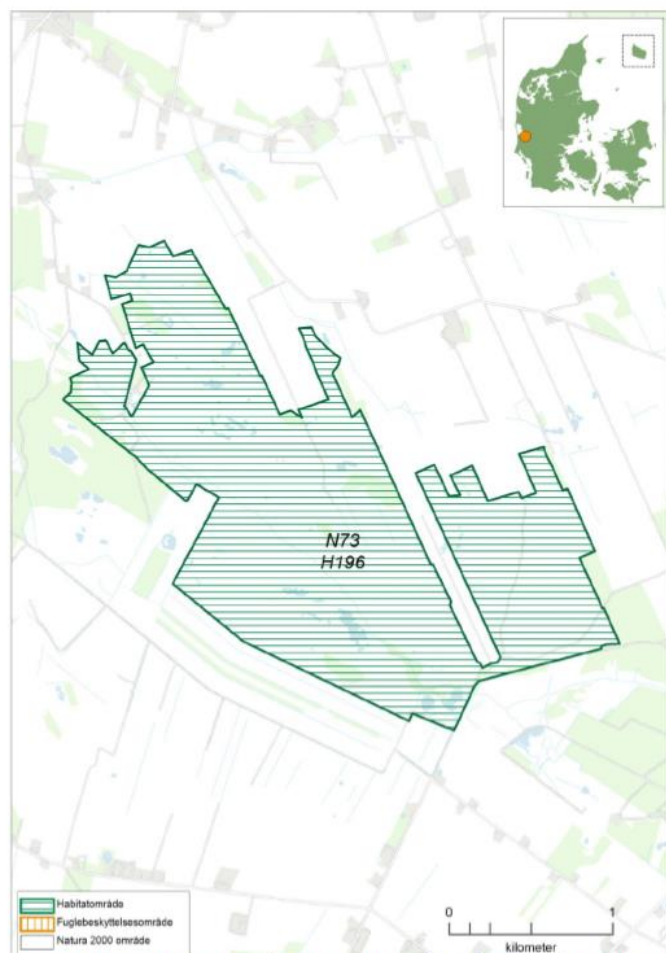 N73
H196
Habitatområde
Fuglebeskyttelsesområde
Natura 2000 område
0 1
kilometer